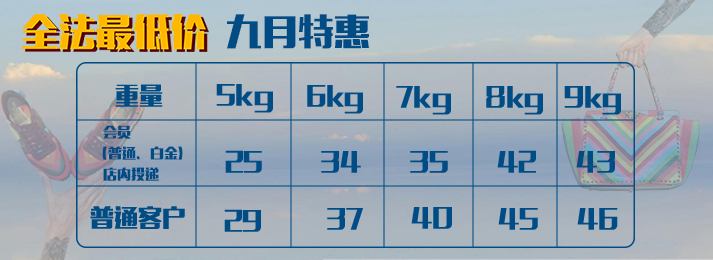 全法最低价 九月特惠
重量 5kg 6kg 7kg 8kg 9kg
会员
(普通、白金)
店内投递
25 34 35 42 43
普通客户 29 37 40 45 46